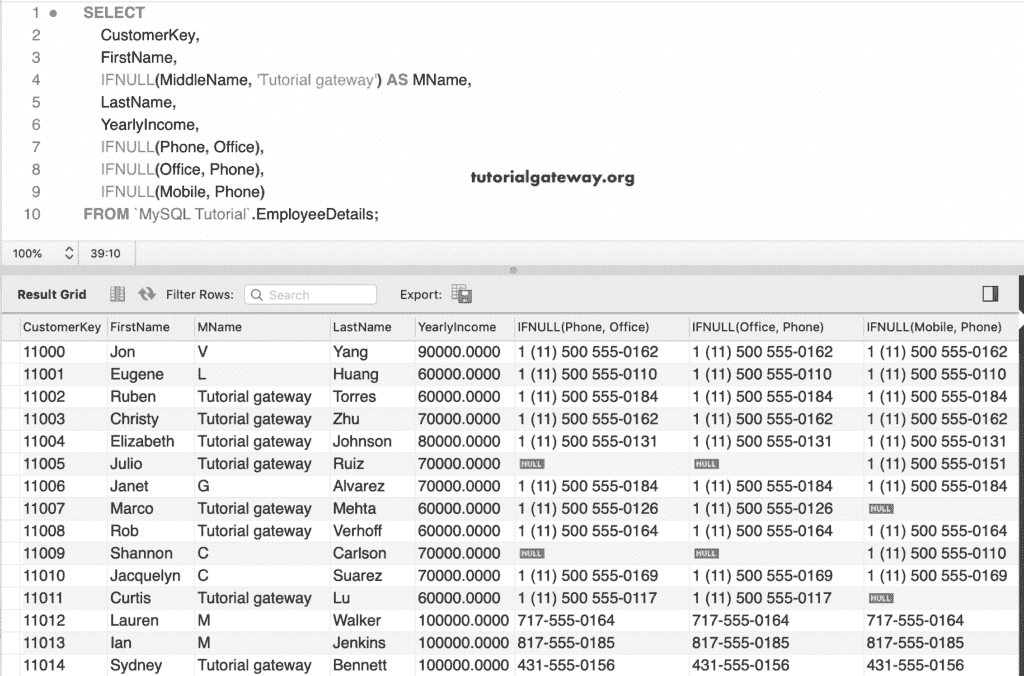 1 SELECT
2 CustomerKey,
3 FirstName,
4 IFNULL(MiddleName, 'Tutorial gateway') AS MName,
5 LastName,
6 YearlyIncome,
7 IFNULL(Phone, Office),
8 IFNULL(Office, Phone),
tutorialgateway.org
9 IFNULL(Mobile, Phone)
10 FROM `MySQL Tutorial`.EmployeeDetails;
100% 39:10
Result Grid Filter Rows: Search Export:
CustomerKey FirstName MName LastName YearlyIncome IFNULL(Phone, Office) IFNULL(Office, Phone) IFNULL(Mobile, Phone)
11000 Jon V Yang 90000.0000 1 (11) 500 555-0162 1 (11) 500 555-0162 1 (11) 500 555-0162
11001 Eugene L Huang 60000.0000 1 (11) 500 555-0110 1 (11) 500 555-0110 1 (11) 500 555-0110
11002 Ruben Tutorial gateway Torres 60000.0000 1 (11) 500 555-0184 1 (11) 500 555-0184 1 (11) 500 555-0184
11003 Christy Tutorial gateway Zhu 70000.0000 1 (11) 500 555-0162 1 (11) 500 555-0162 1 (11) 500 555-0162
11004 Elizabeth Tutorial gateway Johnson 80000.0000 1 (11) 500 555-0131 1 (11) 500 555-0131 1 (11) 500 555-0131
11005 Julio Tutorial gateway Ruiz 70000.0000 NULL NULL 1 (11) 500 555-0151
11006 Janet G Alvarez 70000.0000 1 (11) 500 555-0184 1 (11) 500 555-0184 1 (11) 500 555-0184
11007 Marco Tutorial gateway Mehta 60000.0000 1 (11) 500 555-0126 1 (11) 500 555-0126 NULL
11008 Rob Tutorial gateway Verhoff 60000.0000 1 (11) 500 555-0164 1 (11) 500 555-0164 1 (11) 500 555-0164
11009 Shannon C Carlson 70000.0000 NULL NULL 1 (11) 500 555-0110
11010 Jacquelyn C Suarez 70000.0000 1 (11) 500 555-0169 1 (11) 500 555-0169 1 (11) 500 555-0169
11011 Curtis Tutorial gateway Lu 60000.0000 1 (11) 500 555-0117 1 (11) 500 555-0117 NULL
11012 Lauren M Walker 100000.0000 717-555-0164 717-555-0164 717-555-0164
11013 Ian M Jenkins 100000.0000 817-555-0185 817-555-0185 817-555-0185
11014 Sydney Tutorial gateway Bennett 100000.0000 431-555-0156 431-555-0156 431-555-0156